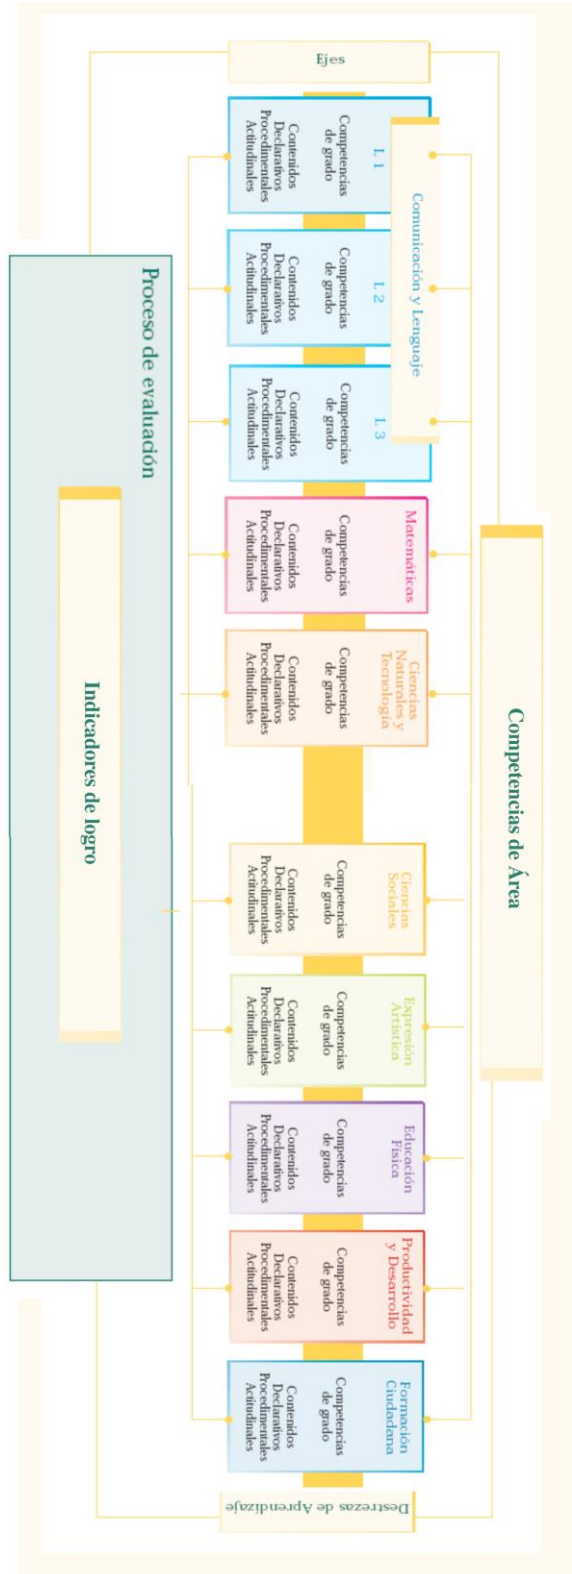 Competencias de Área
Ejes
Comunicación y Lenguaje
L 1
Competencias
de grado
Contenidos
Declarativos
Procedimentales
Actitudinales
L 2
Competencias
de grado
Contenidos
Declarativos
Procedimentales
Actitudinales
L 3
Competencias
de grado
Contenidos
Declarativos
Procedimentales
Actitudinales
Matemáticas
Competencias
de grado
Contenidos
Declarativos
Procedimentales
Actitudinales
Ciencias
Naturales y
Tecnología
Competencias
de grado
Contenidos
Declarativos
Procedimentales
Actitudinales
Ciencias
Sociales
Competencias
de grado
Contenidos
Declarativos
Procedimentales
Actitudinales
Expresión
Artística
Competencias
de grado
Contenidos
Declarativos
Procedimentales
Actitudinales
Educación
Física
Competencias
de grado
Contenidos
Declarativos
Procedimentales
Actitudinales
Productividad
y Desarrollo
Competencias
de grado
Contenidos
Declarativos
Procedimentales
Actitudinales
Formación
Ciudadana
Competencias
de grado
Contenidos
Declarativos
Procedimentales
Actitudinales
Destrezas de Aprendizaje
Proceso de evaluación
Indicadores de logro